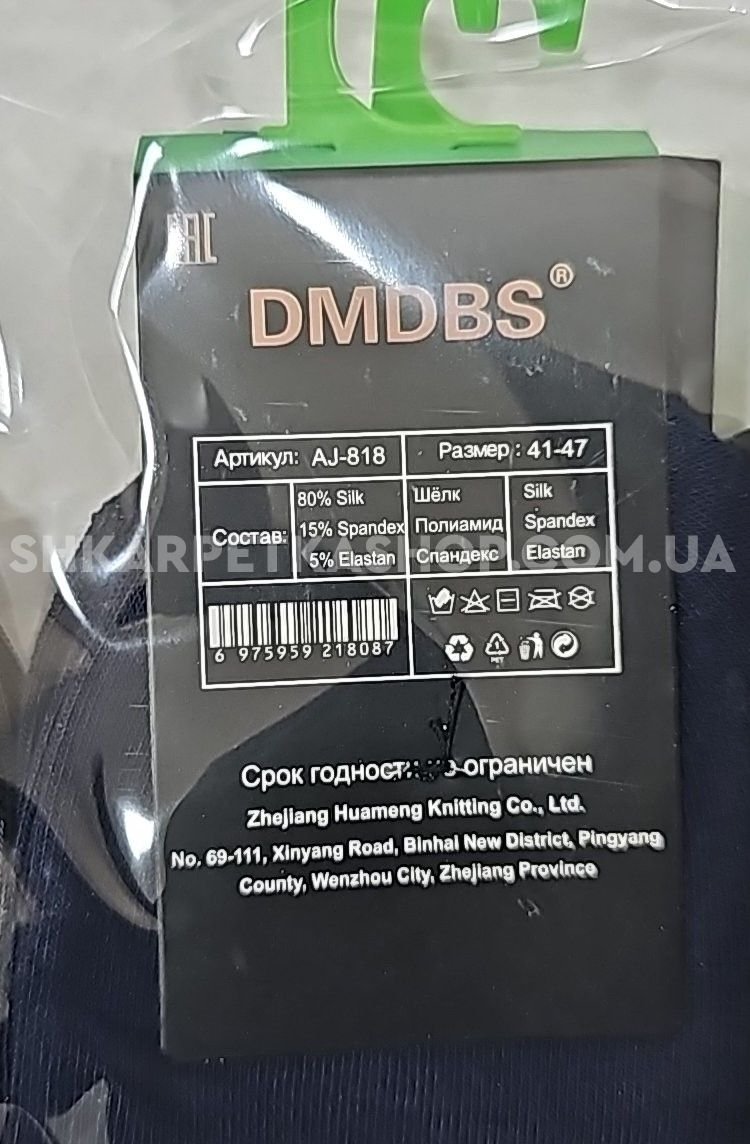 EAC
DMDBS®
Артикул: AJ-818
Размер : 41-47
Состав:
80% Silk
15% Spandex
5% Elastan
Шёлк
Полиамид
Спандекс
Silk
Spandex
Elastan
SHKARPETKASHOP.COM.UA
6 975959 218087
1
PET
Срок годности не-ограничен
Zhejiang Huameng Knitting Co., Ltd.
No. 69-111, Xinyang Road, Binhai New District, Pingyang
County, Wenzhou City, Zhejiang Province